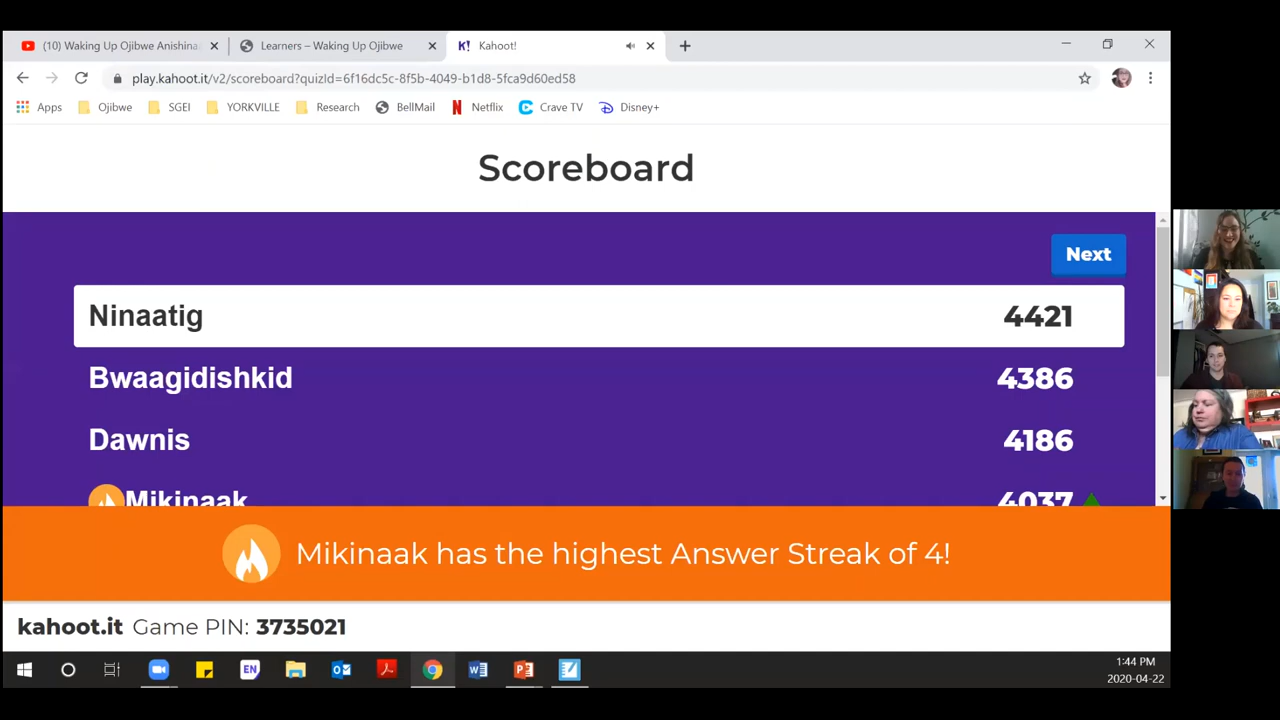 (10) Waking Up Ojibwe Anishina
Learners – Waking Up Ojibwe
K! Kahoot!
play.kahoot.it/v2/scoreboard?quizId=6f16dc5c-8f5b-4049-b1d8-5fca9d60ed58
Apps Ojibwe SGEI YORKVILLE Research BellMail Netflix Crave TV Disney+
Scoreboard
Next
Ninaatig 4421
Bwaagidishkid 4386
Dawnis 4186
Mikinaak 4037
Mikinaak has the highest Answer Streak of 4!
kahoot.it Game PIN: 3735021
EN
1:44 PM
2020-04-22